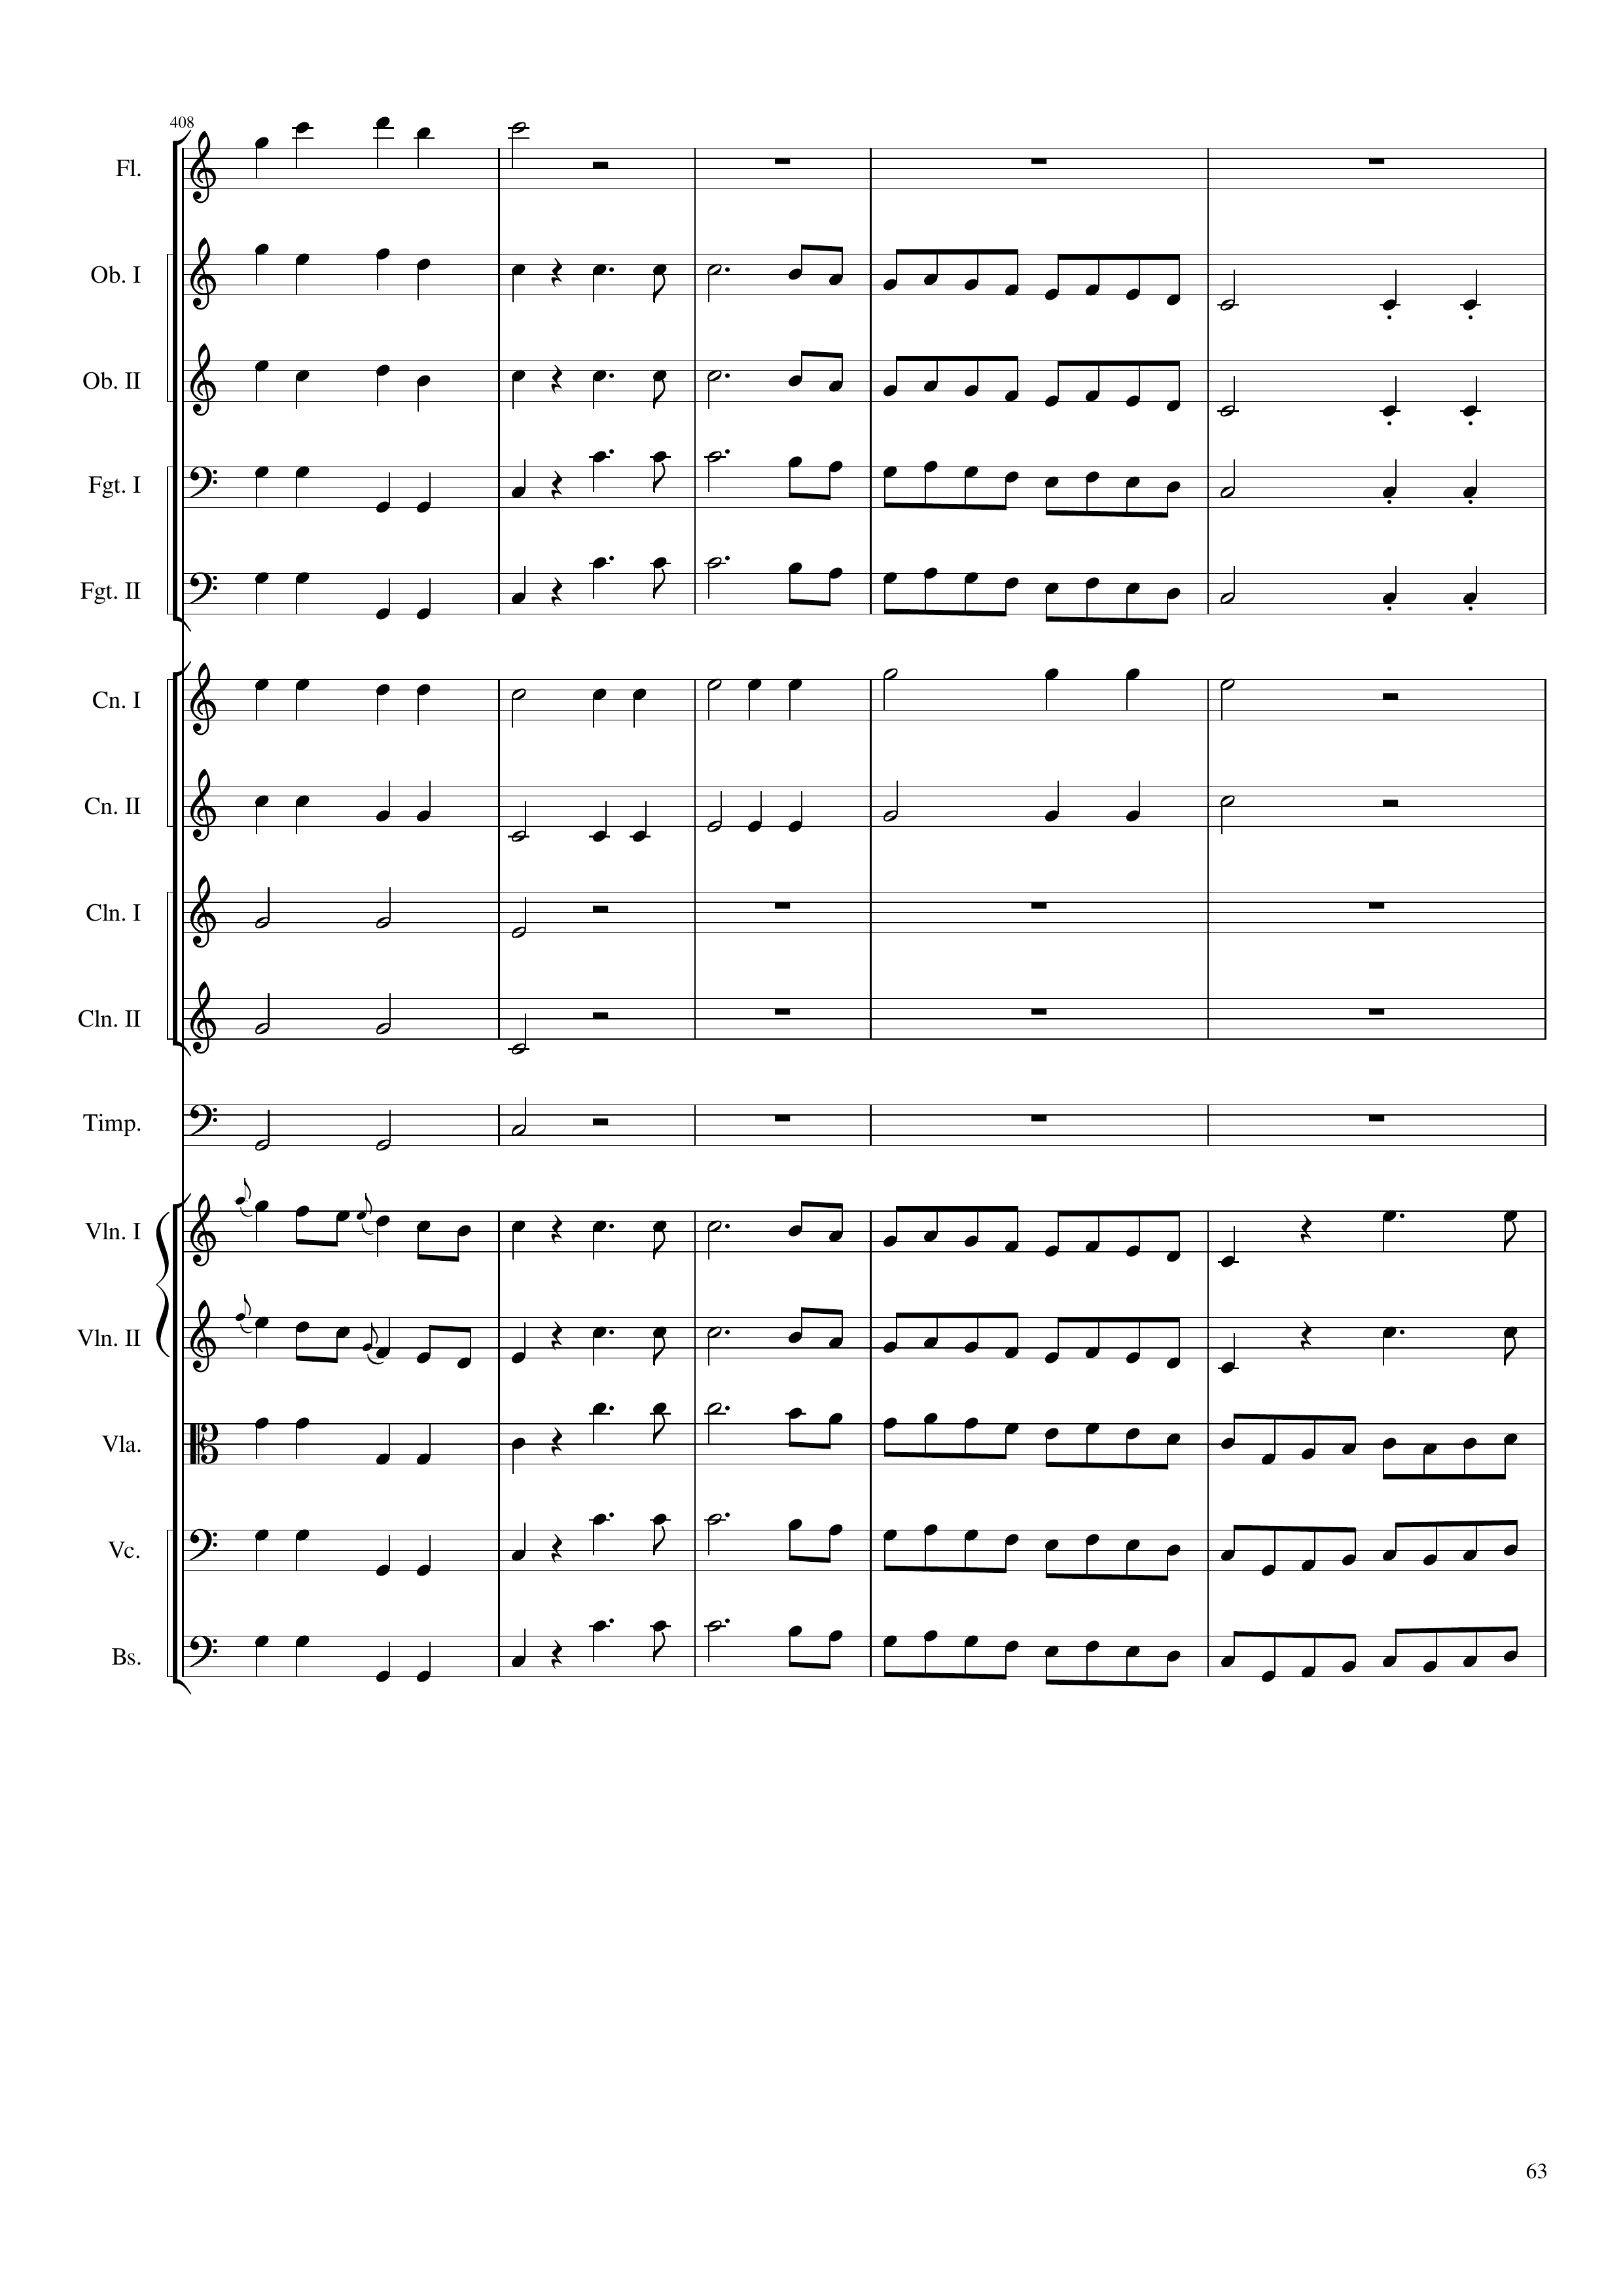 408
Fl.
Ob. I
Ob. II
Fgt. I
Fgt. II
Cn. I
Cn. II
Cln. I
Cln. II
Timp.
Vln. I
Vln. II
Vla.
Vc.
Bs.
63